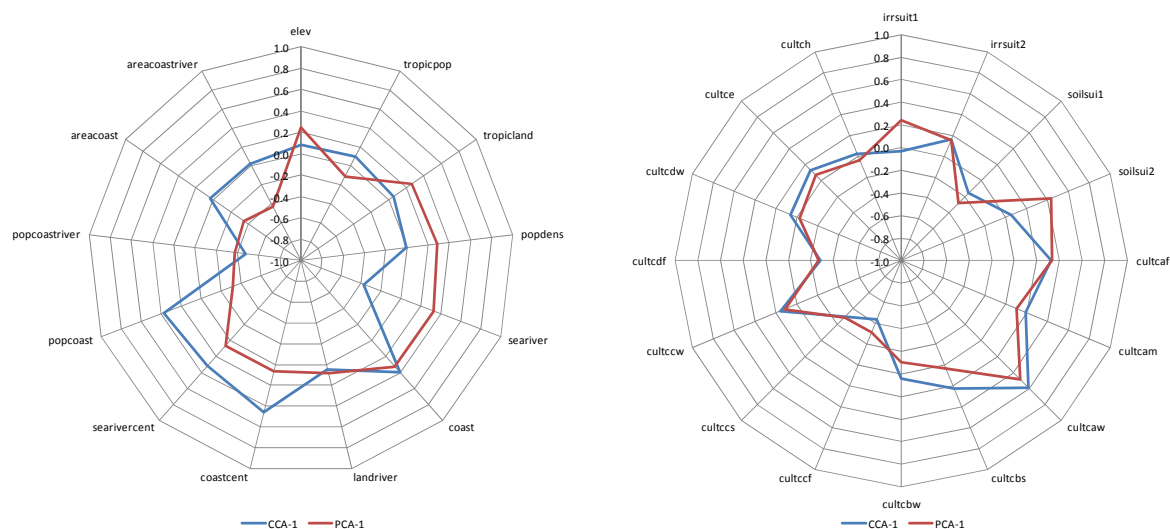 elev
tropicpop
tropicland
popdens
seariver
coast
landriver
coastcent
searivercent
popcoast
popcoastriver
areacoast
areacoastriver
1.0
0.8
0.6
0.4
0.2
0.0
-0.2
-0.4
-0.6
-0.8
-1.0
CCA-1 PCA-1
irrsuit1
irrsuit2
soilsui1
soilsui2
cultcaf
cultcam
cultcaw
cultcbs
cultcbw
cultccf
cultccs
cultccw
cultcdf
cultcdw
cultce
cultch
1.0
0.8
0.6
0.4
0.2
0.0
-0.2
-0.4
-0.6
-0.8
-1.0
CCA-1 PCA-1